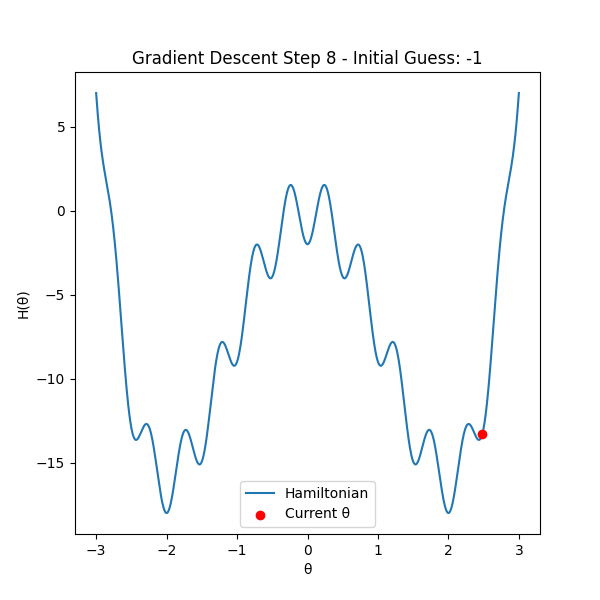 Gradient Descent Step 8 - Initial Guess: -1
H(θ)
5
0
−5
−10
−15
−3
−2
−1
0
1
2
3
θ
Hamiltonian
Current θ